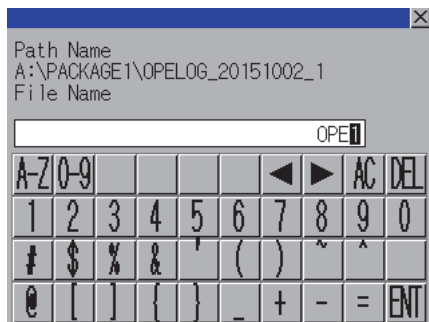 Path Name
A:\PACKAGE1\OPELOG_20151002_1
File Name
OPE1
A-Z 0-9 ◀ ▶ AC DEL
1 2 3 4 5 6 7 8 9 0
# $ % & ' ( ) ~ ^
@ [ ] { } _ + - = ENT